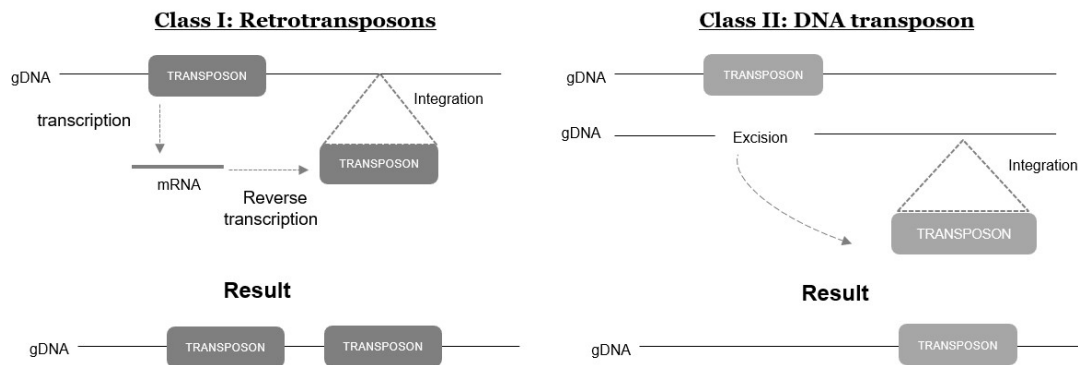 Class I: Retrotransposons
gDNA
TRANSPOSON
transcription
mRNA
Reverse
transcription
Integration
TRANSPOSON
Result
gDNA
TRANSPOSON
TRANSPOSON
Class II: DNA transposon
gDNA
TRANSPOSON
gDNA
Excision
Integration
TRANSPOSON
Result
gDNA
TRANSPOSON